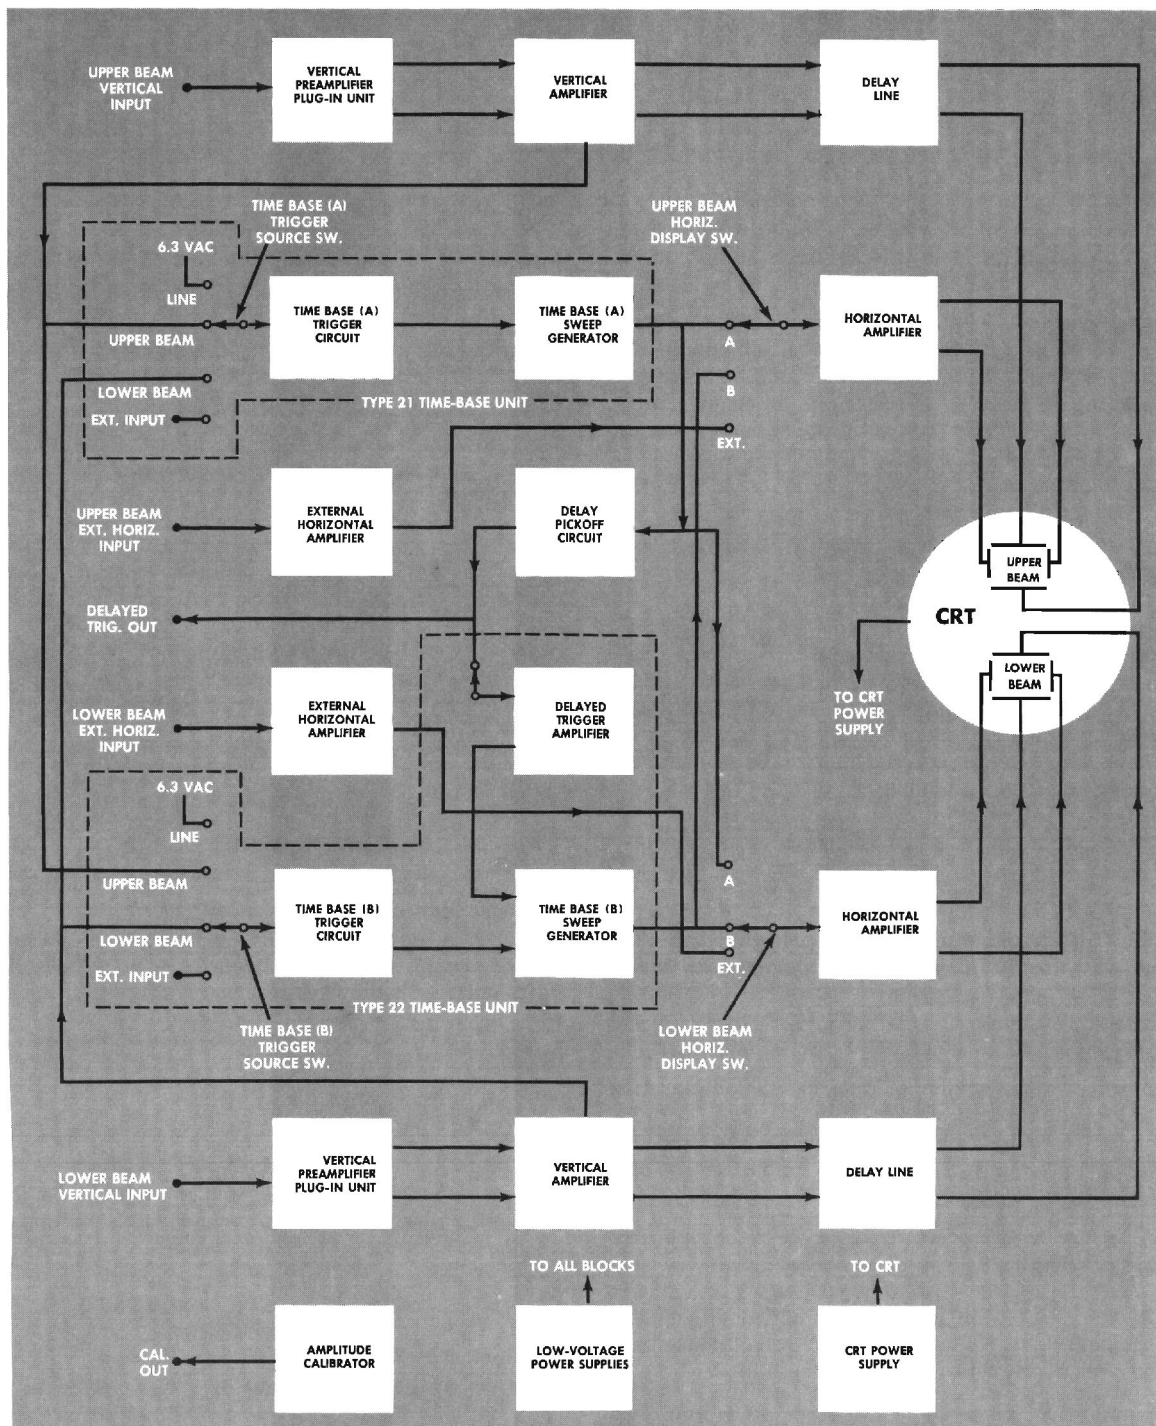 UPPER BEAM
VERTICAL
INPUT
VERTICAL
PREAMPLIFIER
PLUG-IN UNIT
VERTICAL
AMPLIFIER
DELAY
LINE
TIME BASE (A)
TRIGGER
SOURCE SW.
UPPER BEAM
HORIZ.
DISPLAY SW.
6.3 VAC
LINE
UPPER BEAM
LOWER BEAM
EXT. INPUT
TIME BASE (A)
TRIGGER
CIRCUIT
TIME BASE (A)
SWEEP
GENERATOR
A
B
EXT.
HORIZONTAL
AMPLIFIER
TYPE 21 TIME-BASE UNIT
UPPER BEAM
EXT. HORIZ.
INPUT
EXTERNAL
HORIZONTAL
AMPLIFIER
DELAY
PICKOFF
CIRCUIT
UPPER
BEAM
CRT
LOWER
BEAM
DELAYED
TRIG. OUT
TO CRT
POWER
SUPPLY
LOWER BEAM
EXT. HORIZ.
INPUT
EXTERNAL
HORIZONTAL
AMPLIFIER
DELAYED
TRIGGER
AMPLIFIER
6.3 VAC
LINE
UPPER BEAM
LOWER BEAM
EXT. INPUT
TIME BASE (B)
TRIGGER
CIRCUIT
TIME BASE (B)
SWEEP
GENERATOR
A
B
EXT.
HORIZONTAL
AMPLIFIER
TYPE 22 TIME-BASE UNIT
TIME BASE (B)
TRIGGER
SOURCE SW.
LOWER BEAM
HORIZ.
DISPLAY SW.
LOWER BEAM
VERTICAL INPUT
VERTICAL
PREAMPLIFIER
PLUG-IN UNIT
VERTICAL
AMPLIFIER
DELAY LINE
TO ALL BLOCKS
TO CRT
CAL.
OUT
AMPLITUDE
CALIBRATOR
LOW-VOLTAGE
POWER SUPPLIES
CRT POWER
SUPPLY